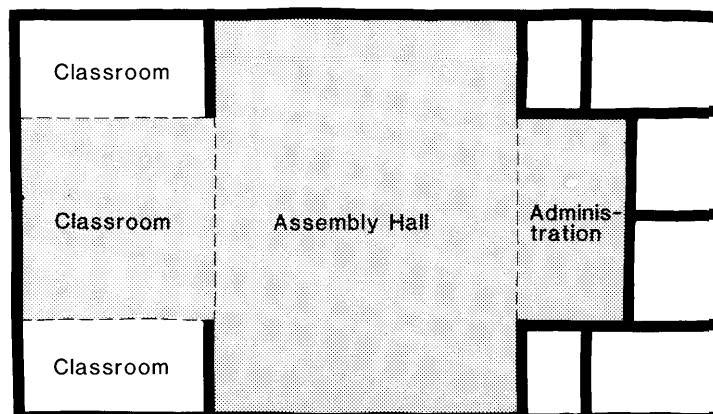 Classroom
Classroom
Assembly Hall
Adminis-
tration
Classroom